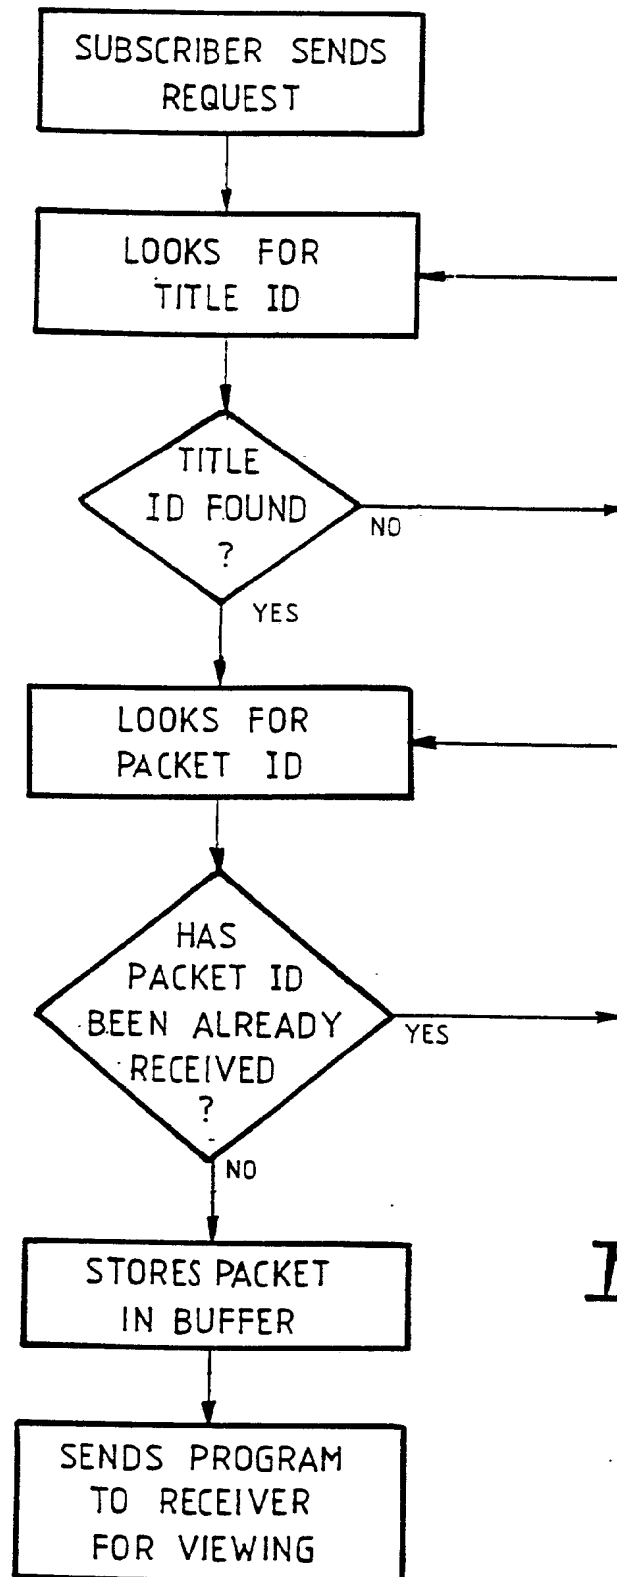 SUBSCRIBER SENDS
REQUEST
LOOKS FOR
TITLE ID
TITLE
ID FOUND
?
NO
YES
LOOKS FOR
PACKET ID
HAS
PACKET ID
BEEN ALREADY
RECEIVED
?
YES
NO
STORES PACKET
IN BUFFER
SENDS PROGRAM
TO RECEIVER
FOR VIEWING